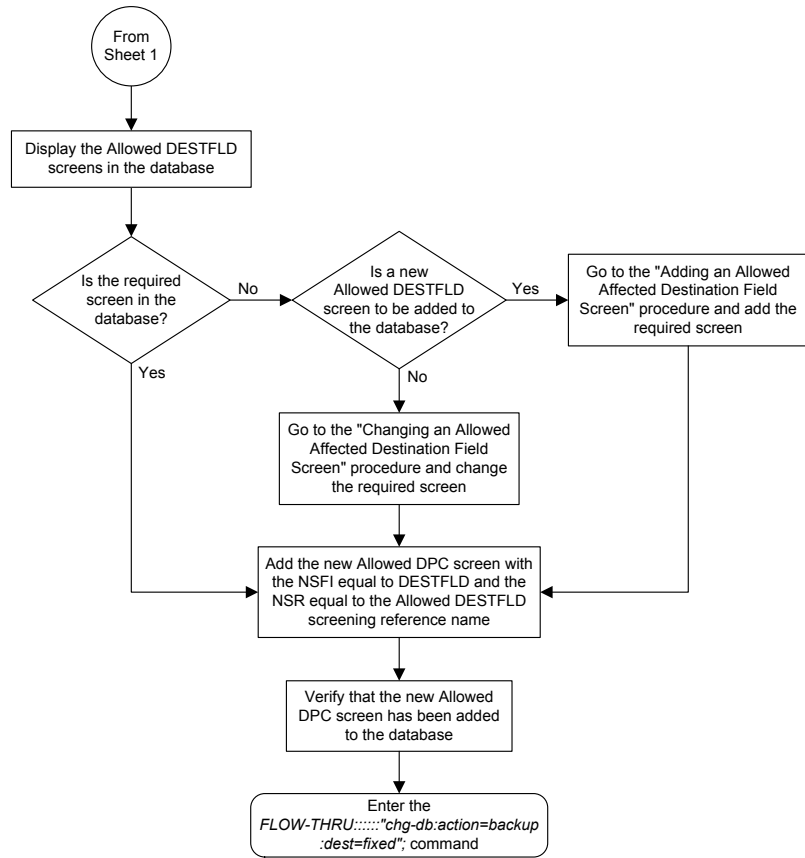 From
Sheet 1
Display the Allowed DESTFLD
screens in the database
Is the required
screen in the
database?
No
Is a new
Allowed DESTFLD
screen to be added to
the database?
Yes
Go to the "Adding an Allowed
Affected Destination Field
Screen" procedure and add the
required screen
Yes
No
Go to the "Changing an Allowed
Affected Destination Field
Screen" procedure and change
the required screen
Add the new Allowed DPC screen with
the NSFI equal to DESTFLD and the
NSR equal to the Allowed DESTFLD
screening reference name
Verify that the new Allowed
DPC screen has been added
to the database
Enter the
FLOW-THRU::::::"chg-db:action=backup
:dest=fixed"; command